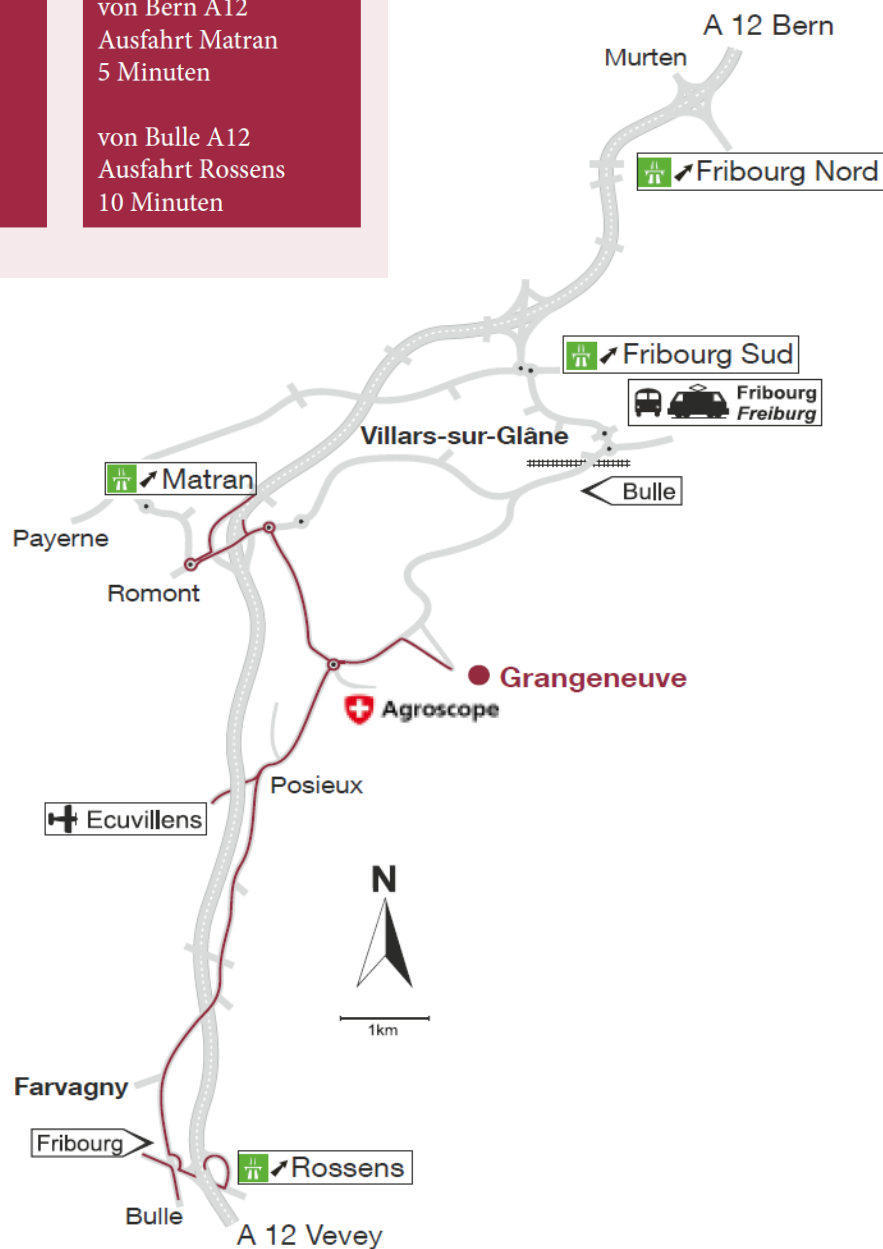 von Bern A12
Ausfahrt Matran
5 Minuten
von Bulle A12
Ausfahrt Rossens
10 Minuten
A 12 Bern
Murten
Fribourg Nord
Fribourg Sud
Fribourg
Freiburg
Villars-sur-Glâne
Matran
Bulle
Payerne
Romont
Grangeneuve
Agroscope
Posieux
Ecuvillens
N
1km
Farvagny
Fribourg
Rossens
Bulle
A 12 Vevey